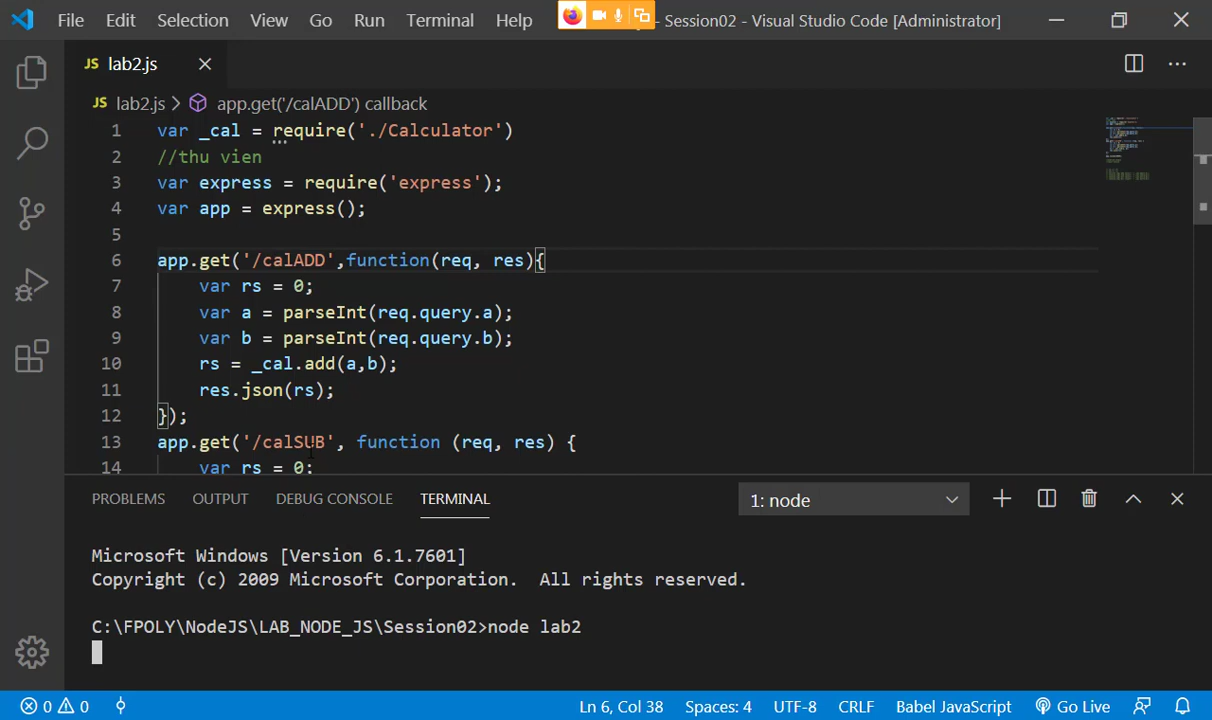 File Edit Selection View Go Run Terminal Help - Session02 - Visual Studio Code [Administrator]
JS lab2.js
JS lab2.js > app.get('/calADD') callback
1 var _cal = require('./Calculator')
2 //thu vien
3 var express = require('express');
4 var app = express();
5
6 app.get('/calADD',function(req, res){
7 var rs = 0;
8 var a = parseInt(req.query.a);
9 var b = parseInt(req.query.b);
10 rs = _cal.add(a,b);
11 res.json(rs);
12 });
13 app.get('/calSUB', function (req, res) {
14 var rs = 0;
PROBLEMS OUTPUT DEBUG CONSOLE TERMINAL 1: node
Microsoft Windows [Version 6.1.7601]
Copyright (c) 2009 Microsoft Corporation. All rights reserved.
C:\FPOLY\NodeJS\LAB_NODE_JS\Session02>node lab2
0 0 Ln 6, Col 38 Spaces: 4 UTF-8 CRLF Babel JavaScript Go Live